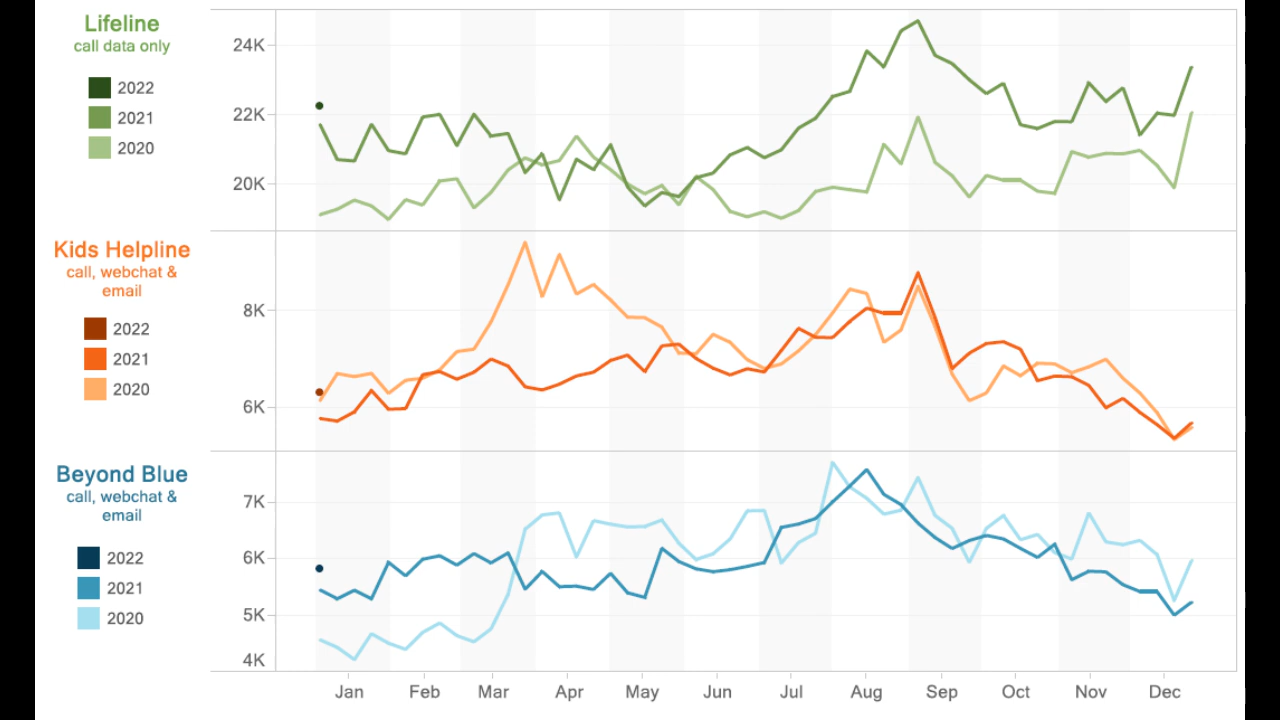 Lifeline
call data only
2022
2021
2020
24K
22K
20K
Kids Helpline
call, webchat &
email
2022
2021
2020
8K
6K
Beyond Blue
call, webchat &
email
2022
2021
2020
7K
6K
5K
4K
Jan Feb Mar Apr May Jun Jul Aug Sep Oct Nov Dec